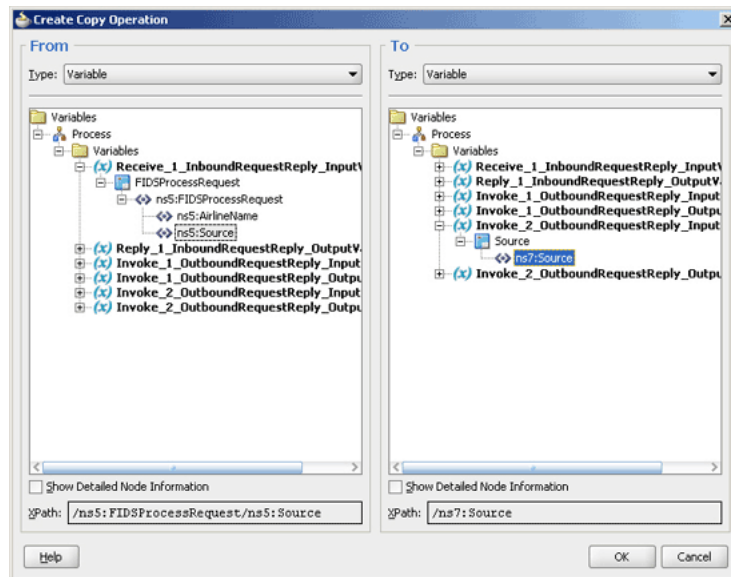 Create Copy Operation
From
Type: Variable
Variables
Process
Variables
(x) Receive_1_InboundRequestReply_InputV
FIDSProcessRequest
ns5:FIDSProcessRequest
ns5:AirlineName
ns5:Source
(x) Reply_1_InboundRequestReply_OutputV
(x) Invoke_1_OutboundRequestReply_Input
(x) Invoke_1_OutboundRequestReply_Outpu
(x) Invoke_2_OutboundRequestReply_Input
(x) Invoke_2_OutboundRequestReply_Outpu
Show Detailed Node Information
XPath: /ns5:FIDSProcessRequest/ns5:Source
To
Type: Variable
Variables
Process
Variables
(x) Receive_1_InboundRequestReply_InputV
(x) Reply_1_InboundRequestReply_OutputV
(x) Invoke_1_OutboundRequestReply_Input
(x) Invoke_1_OutboundRequestReply_Outpu
(x) Invoke_2_OutboundRequestReply_Input
Source
ns7:Source
(x) Invoke_2_OutboundRequestReply_Outpu
Show Detailed Node Information
XPath: /ns7:Source
Help
OK
Cancel